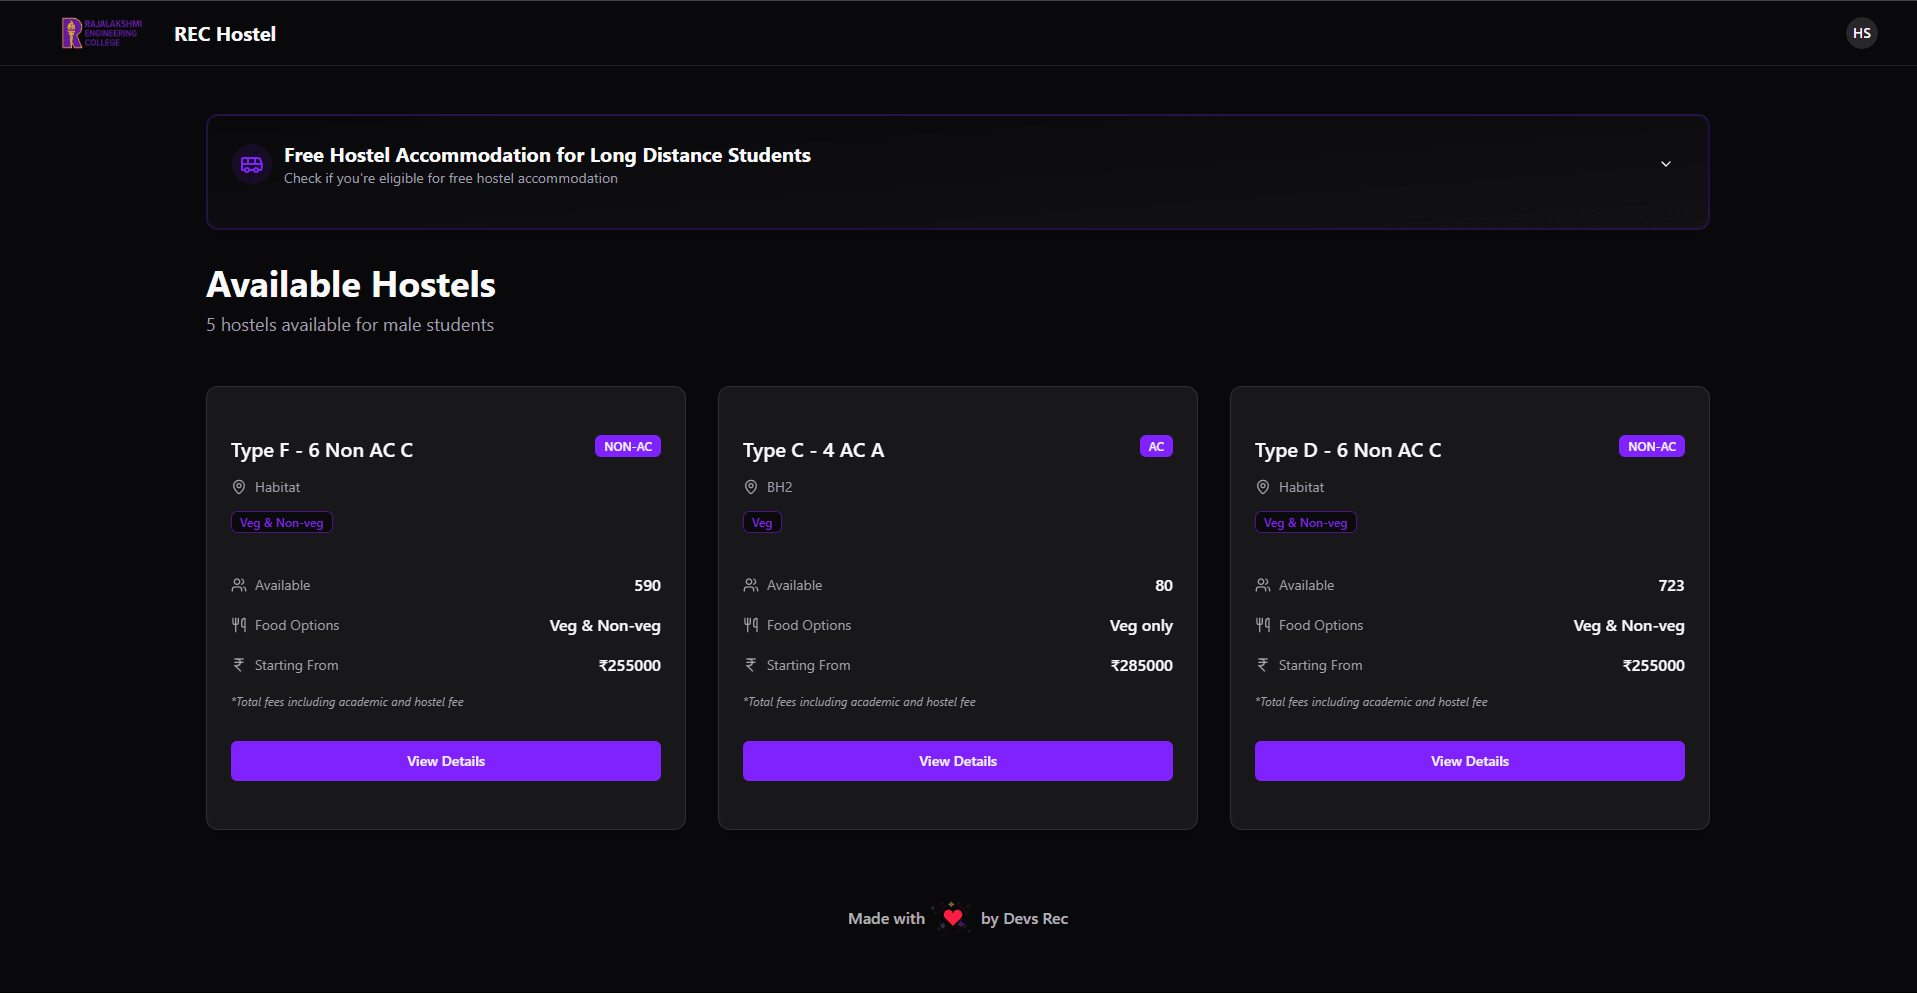 RAJALAKSHMI
ENGINEERING
COLLEGE
REC Hostel
HS
Free Hostel Accommodation for Long Distance Students
Check if you're eligible for free hostel accommodation
Available Hostels
5 hostels available for male students
Type F - 6 Non AC C
NON-AC
Habitat
Veg & Non-veg
Available
590
Food Options
Veg & Non-veg
Starting From
₹255000
*Total fees including academic and hostel fee
View Details
Type C - 4 AC A
AC
BH2
Veg
Available
80
Food Options
Veg only
Starting From
₹285000
*Total fees including academic and hostel fee
View Details
Type D - 6 Non AC C
NON-AC
Habitat
Veg & Non-veg
Available
723
Food Options
Veg & Non-veg
Starting From
₹255000
*Total fees including academic and hostel fee
View Details
Made with by Devs Rec